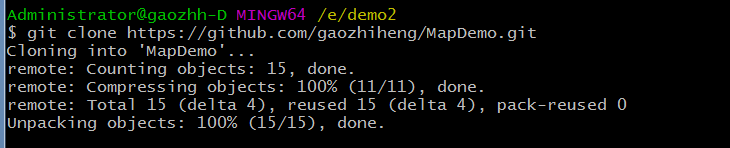 Administrator@gaozhh-D MINGW64 /e/demo2
$ git clone https://github.com/gaozhiheng/MapDemo.git
Cloning into 'MapDemo'...
remote: Counting objects: 15, done.
remote: Compressing objects: 100% (11/11), done.
remote: Total 15 (delta 4), reused 15 (delta 4), pack-reused 0
Unpacking objects: 100% (15/15), done.